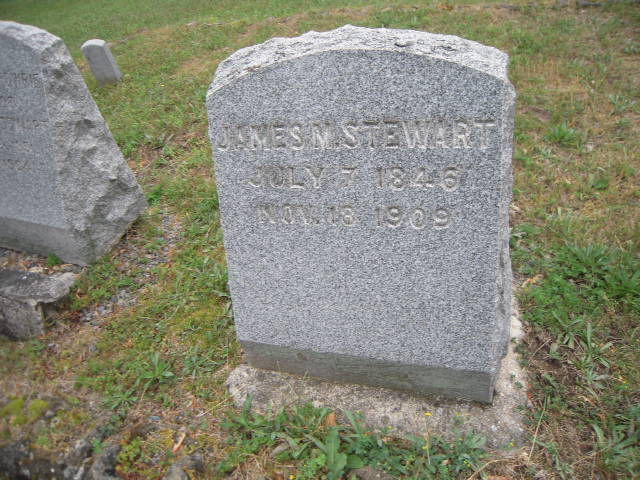 JAMES M. STEWART
JULY 7 1846
NOV. 18 1909